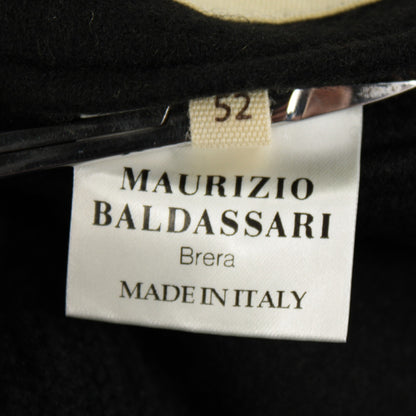 52
MAURIZIO
BALDASSARI
Brera
MADE IN ITALY